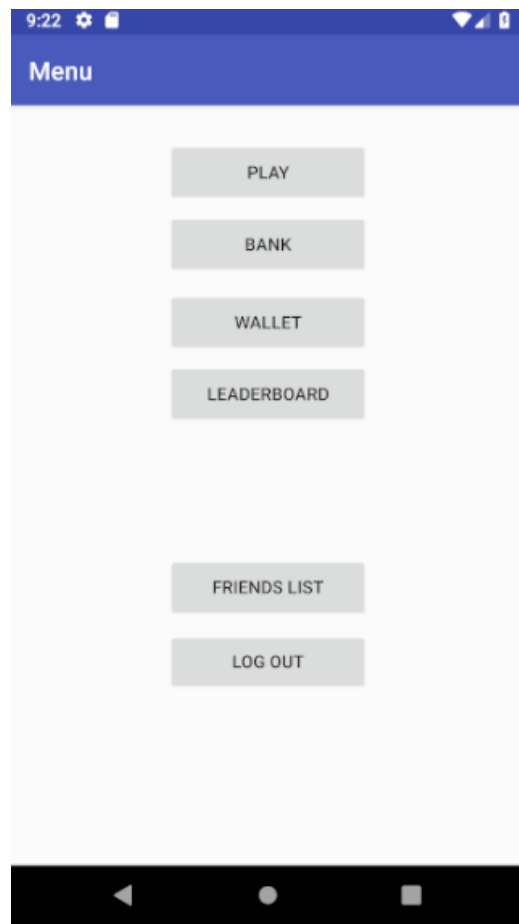 9:22
Menu
PLAY
BANK
WALLET
LEADERBOARD
FRIENDS LIST
LOG OUT